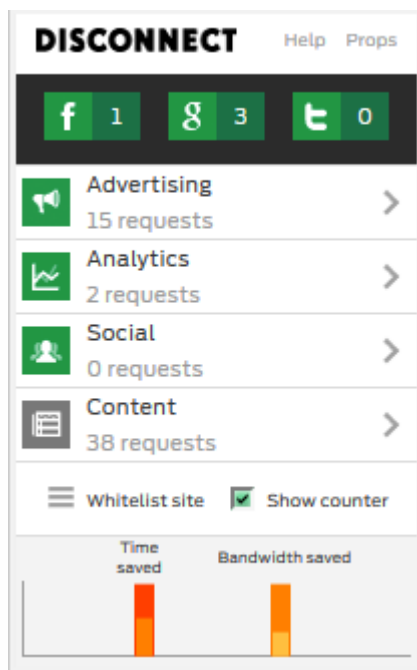 DISCONNECT Help Props
f 1 g 3 t 0
Advertising
15 requests
Analytics
2 requests
Social
0 requests
Content
38 requests
Whitelist site Show counter
Time
saved
Bandwidth saved